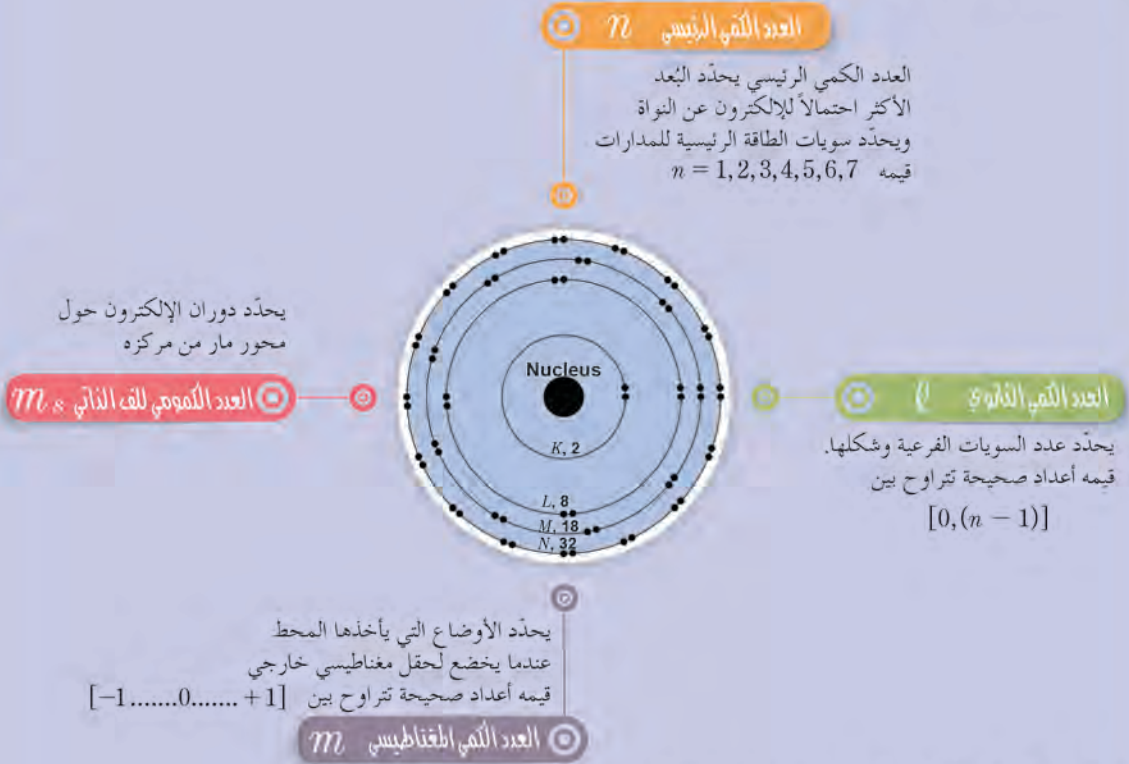 العدد الكمي الرئيسي n
العدد الكمي الرئيسي يحدّد البُعد
الأكثر احتمالاً للإلكترون عن النواة
ويحدّد سويات الطاقة الرئيسية للمدارات
قيمه n = 1, 2, 3, 4, 5, 6, 7
يحدّد دوران الإلكترون حول
محور مار من مركزه
العدد الكمومي للف الذاتي m s
Nucleus
K, 2
L, 8
M, 18
N, 32
العدد الكمي الثانوي ℓ
يحدّد عدد السويات الفرعية وشكلها.
قيمه أعداد صحيحة تتراوح بين
[0, (n − 1)]
يحدّد الأوضاع التي يأخذها المحط
عندما يخضع لحقل مغناطيسي خارجي
قيمه أعداد صحيحة تتراوح بين [−1.......0....... + 1]
العدد الكمي المغناطيسي m